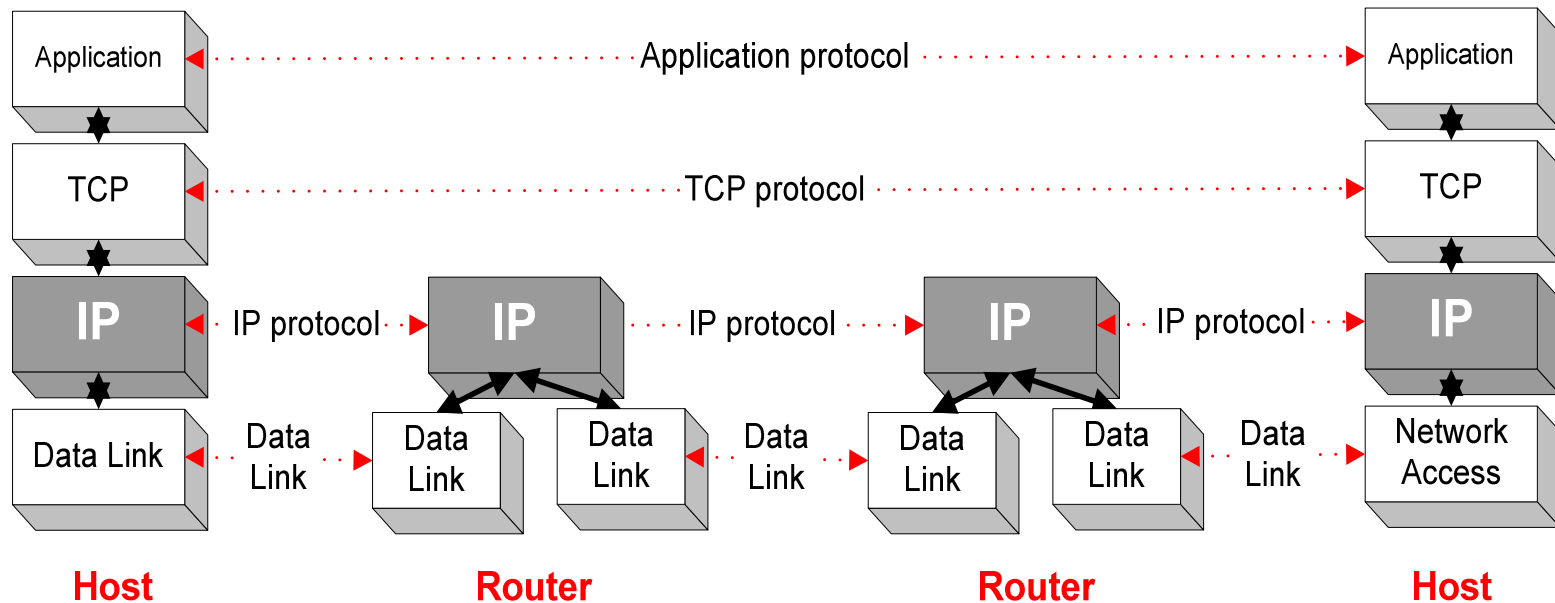 Application
Application protocol
Application
TCP
TCP protocol
TCP
IP
IP protocol
IP
IP protocol
IP
IP protocol
IP
Data Link
Data
Link
Data
Link
Data
Link
Data
Link
Data
Link
Data
Link
Data
Link
Network
Access
Host
Router
Router
Host